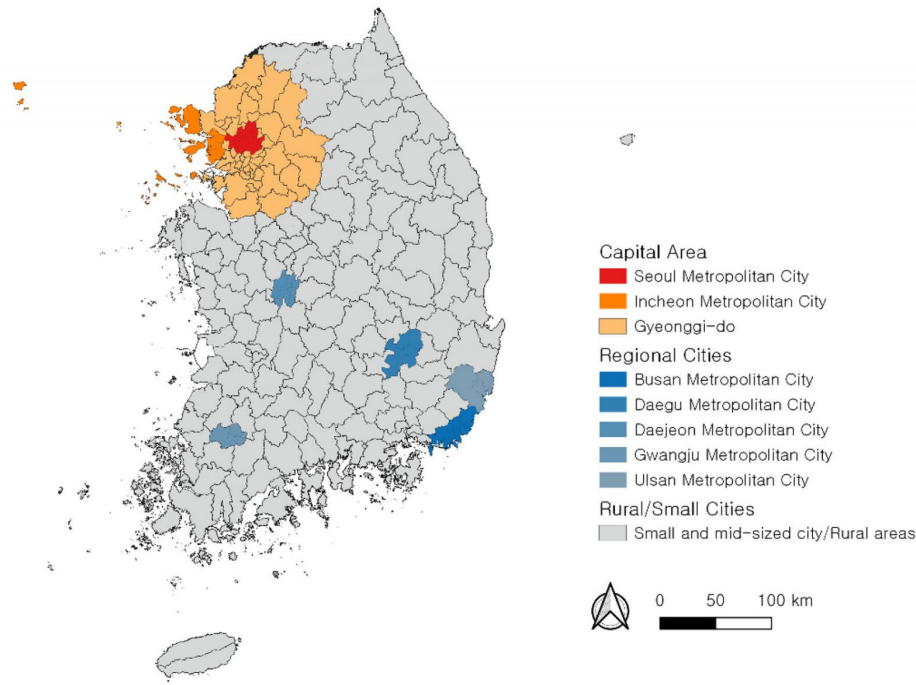 Capital Area
Seoul Metropolitan City
Incheon Metropolitan City
Gyeonggi-do
Regional Cities
Busan Metropolitan City
Daegu Metropolitan City
Daejeon Metropolitan City
Gwangju Metropolitan City
Ulsan Metropolitan City
Rural/Small Cities
Small and mid-sized city/Rural areas
0 50 100 km